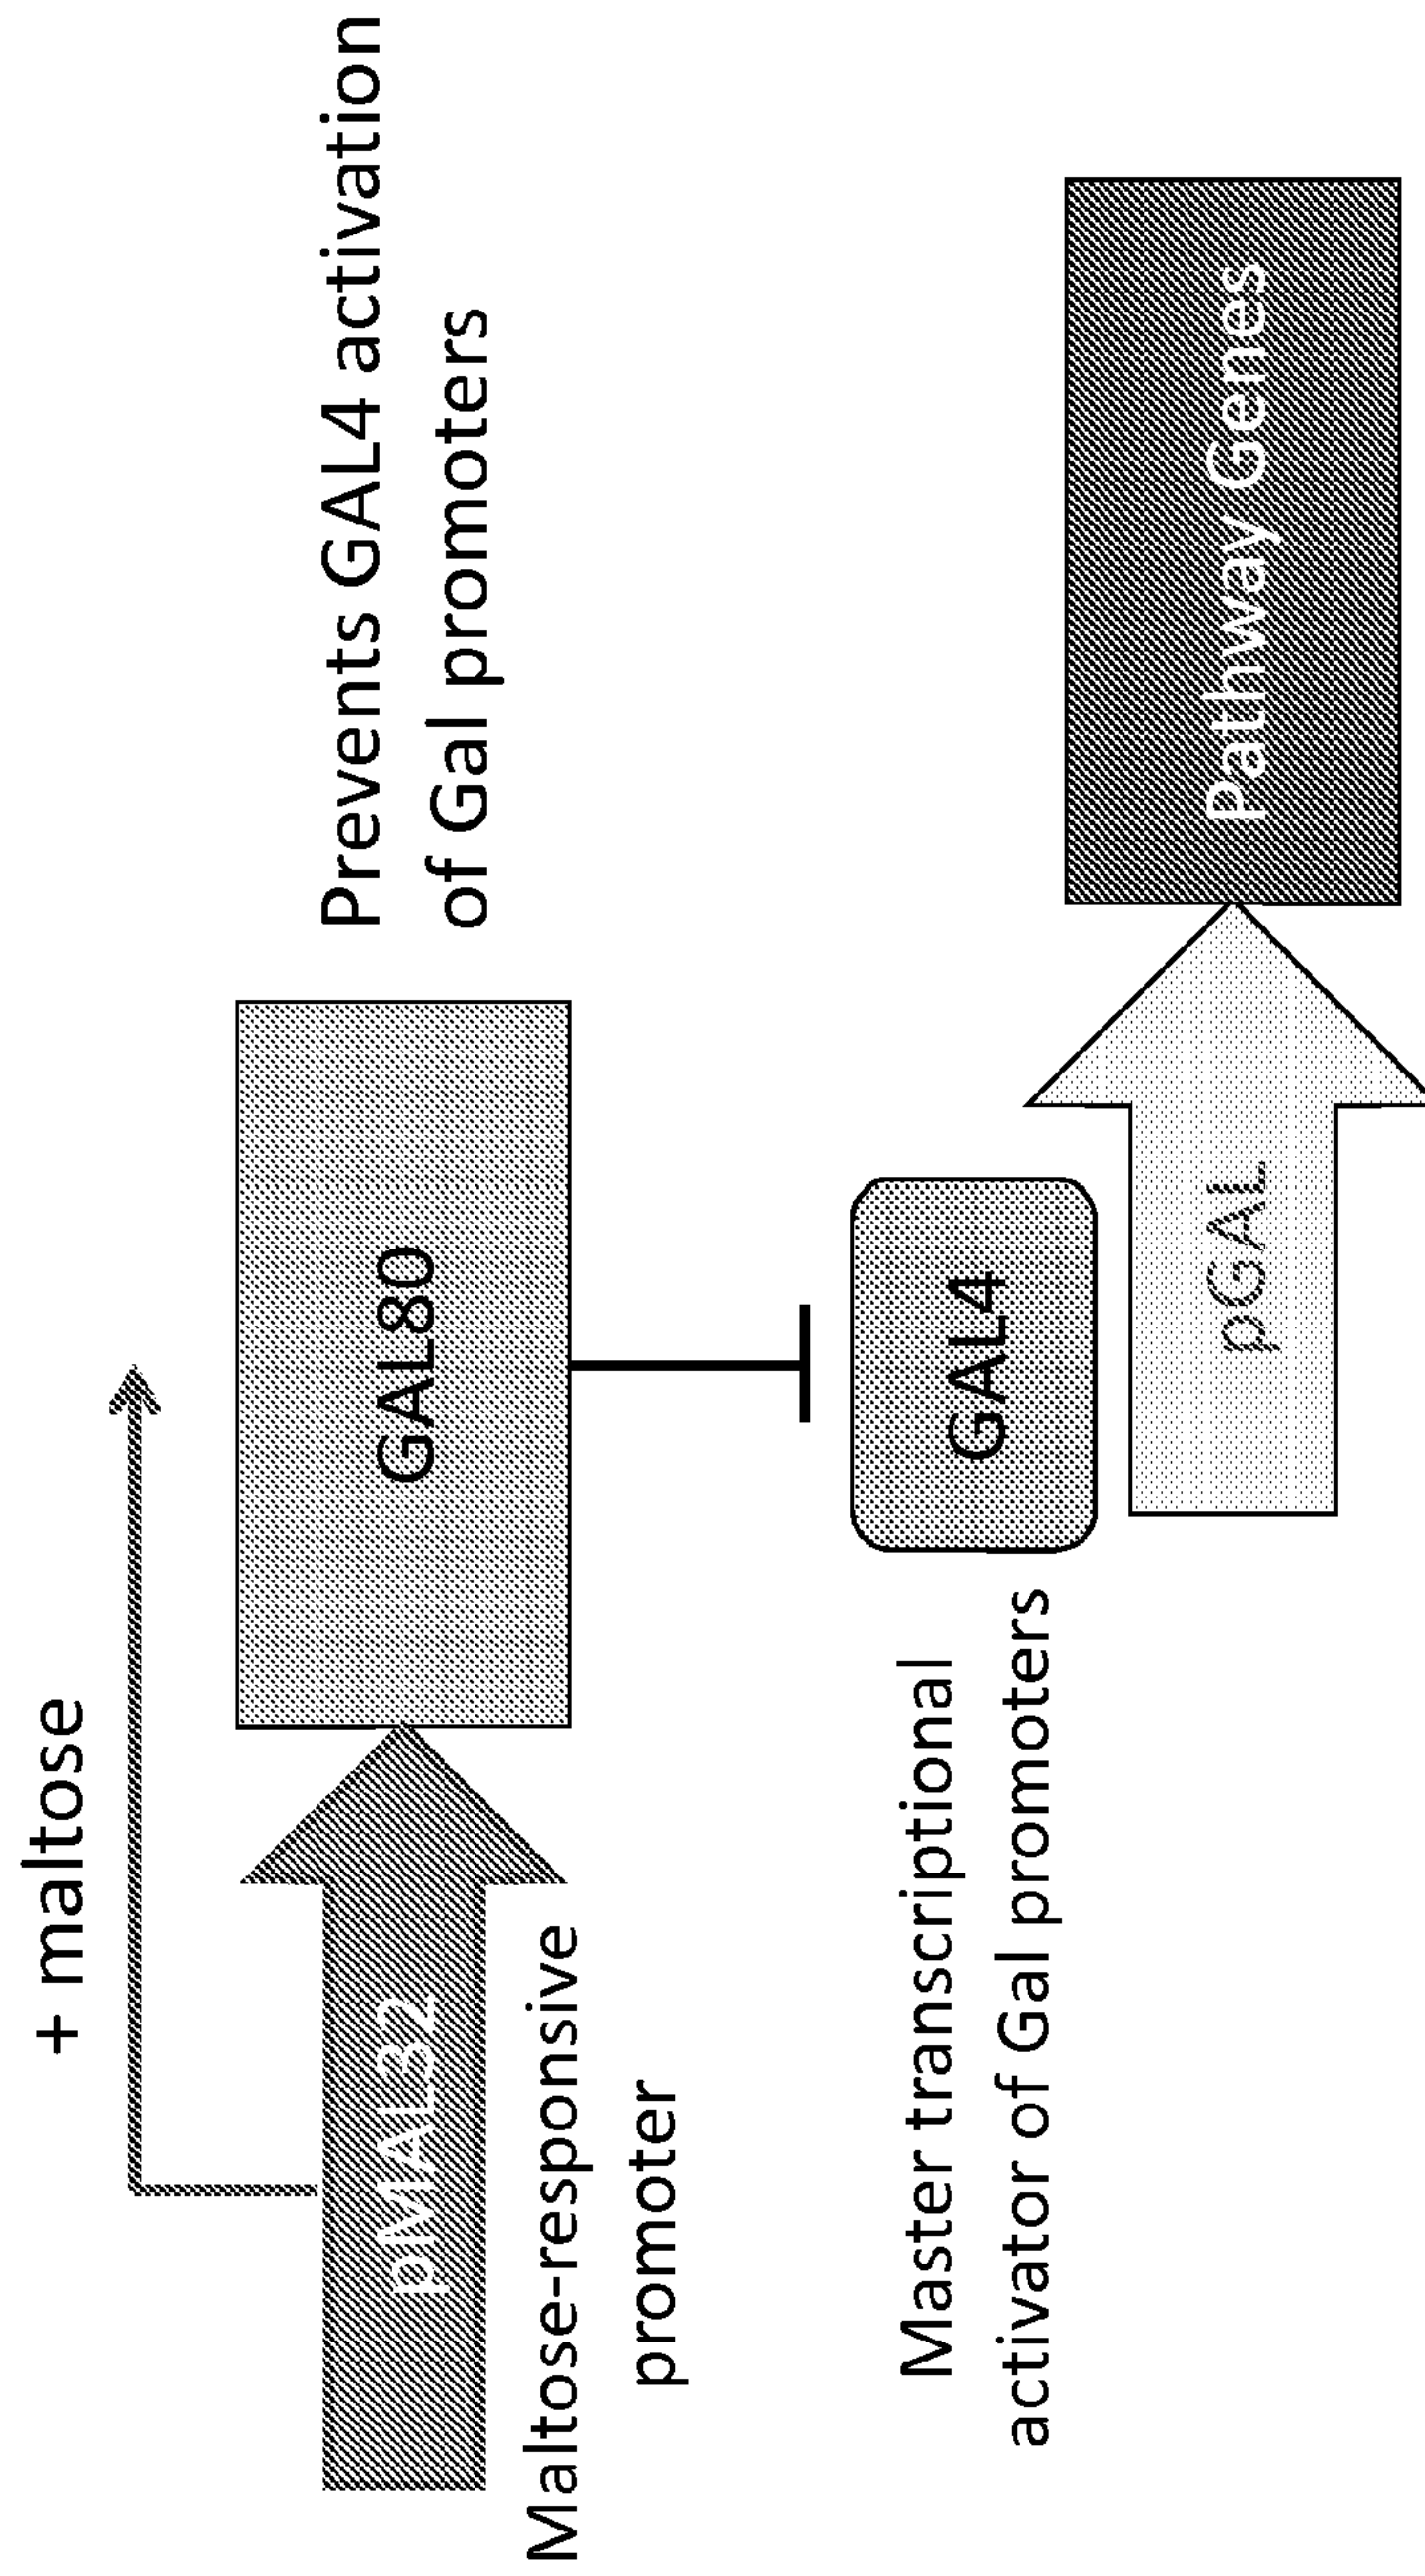 + maltose
pMAL32
GAL80
Prevents GAL4 activation
of Gal promoters
Maltose-responsive
promoter
Master transcriptional
activator of Gal promoters
GAL4
pGAL
Pathway Genes